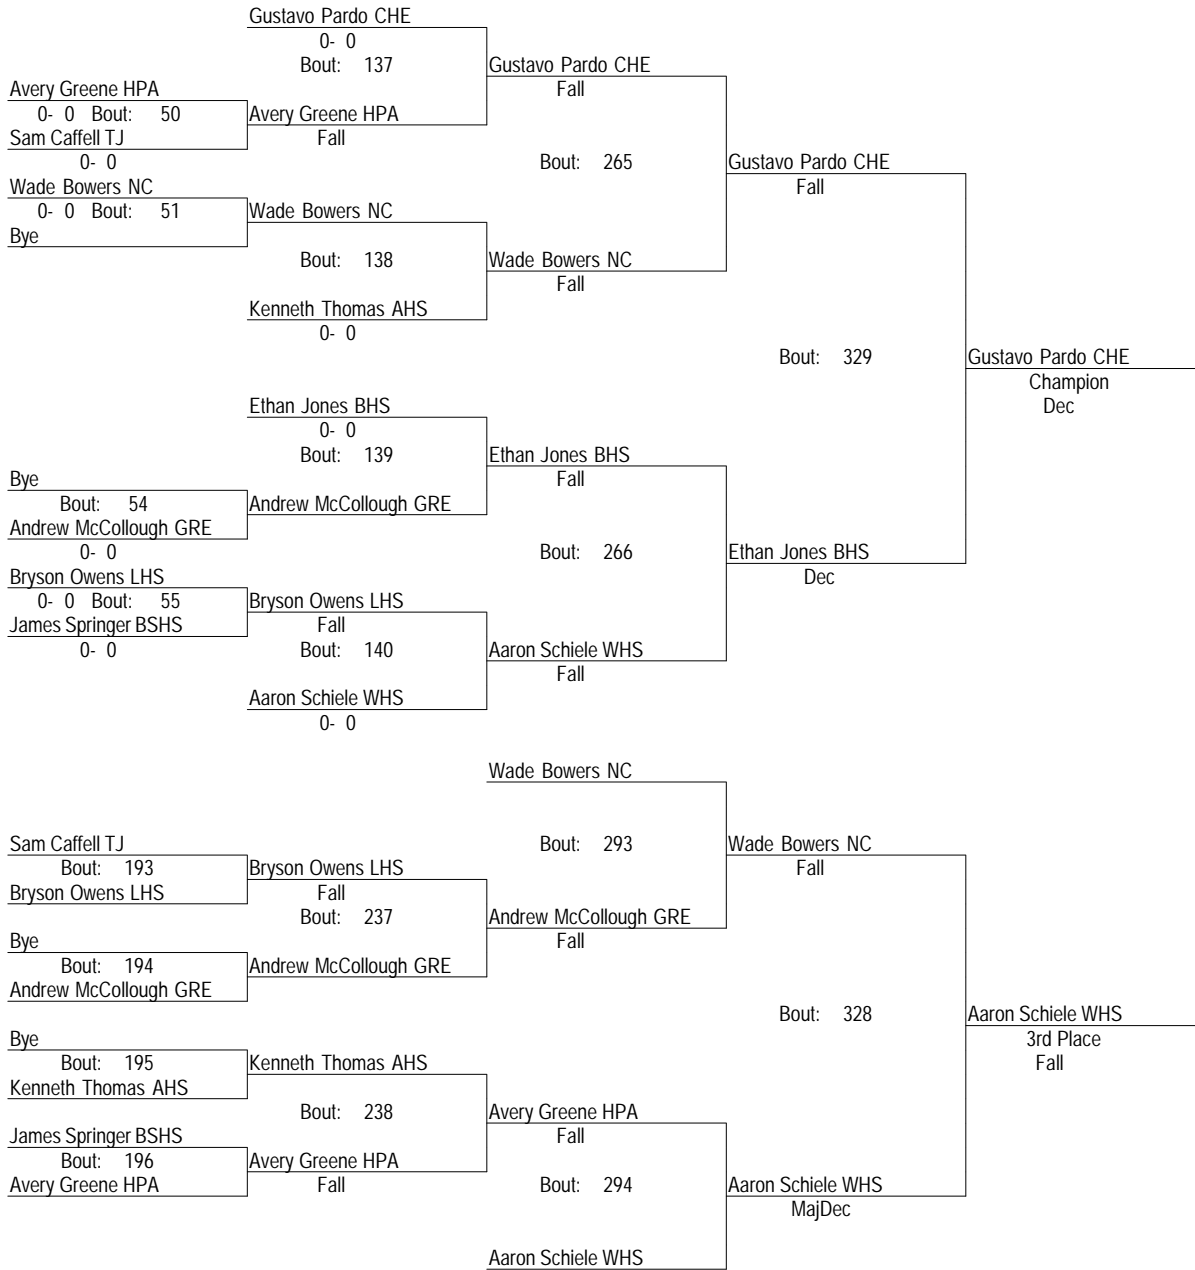 Gustavo Pardo CHE
0- 0
Bout: 137
Gustavo Pardo CHE
Fall
Avery Greene HPA
0- 0 Bout: 50
Avery Greene HPA
Fall
Sam Caffell TJ
0- 0
Bout: 265
Gustavo Pardo CHE
Fall
Wade Bowers NC
0- 0 Bout: 51
Wade Bowers NC
Bye
Bout: 138
Wade Bowers NC
Fall
Kenneth Thomas AHS
0- 0
Bout: 329
Gustavo Pardo CHE
Champion
Dec
Ethan Jones BHS
0- 0
Bout: 139
Ethan Jones BHS
Fall
Bye
Bout: 54
Andrew McCollough GRE
Andrew McCollough GRE
0- 0
Bout: 266
Ethan Jones BHS
Dec
Bryson Owens LHS
0- 0 Bout: 55
Bryson Owens LHS
Fall
James Springer BSHS
0- 0
Bout: 140
Aaron Schiele WHS
Fall
Aaron Schiele WHS
0- 0
Wade Bowers NC
Bout: 293
Wade Bowers NC
Fall
Sam Caffell TJ
Bout: 193
Bryson Owens LHS
Fall
Bryson Owens LHS
Bout: 237
Andrew McCollough GRE
Fall
Bye
Bout: 194
Andrew McCollough GRE
Andrew McCollough GRE
Bout: 328
Aaron Schiele WHS
3rd Place
Fall
Bye
Bout: 195
Kenneth Thomas AHS
Kenneth Thomas AHS
Bout: 238
Avery Greene HPA
Fall
James Springer BSHS
Bout: 196
Avery Greene HPA
Fall
Avery Greene HPA
Bout: 294
Aaron Schiele WHS
MajDec
Aaron Schiele WHS